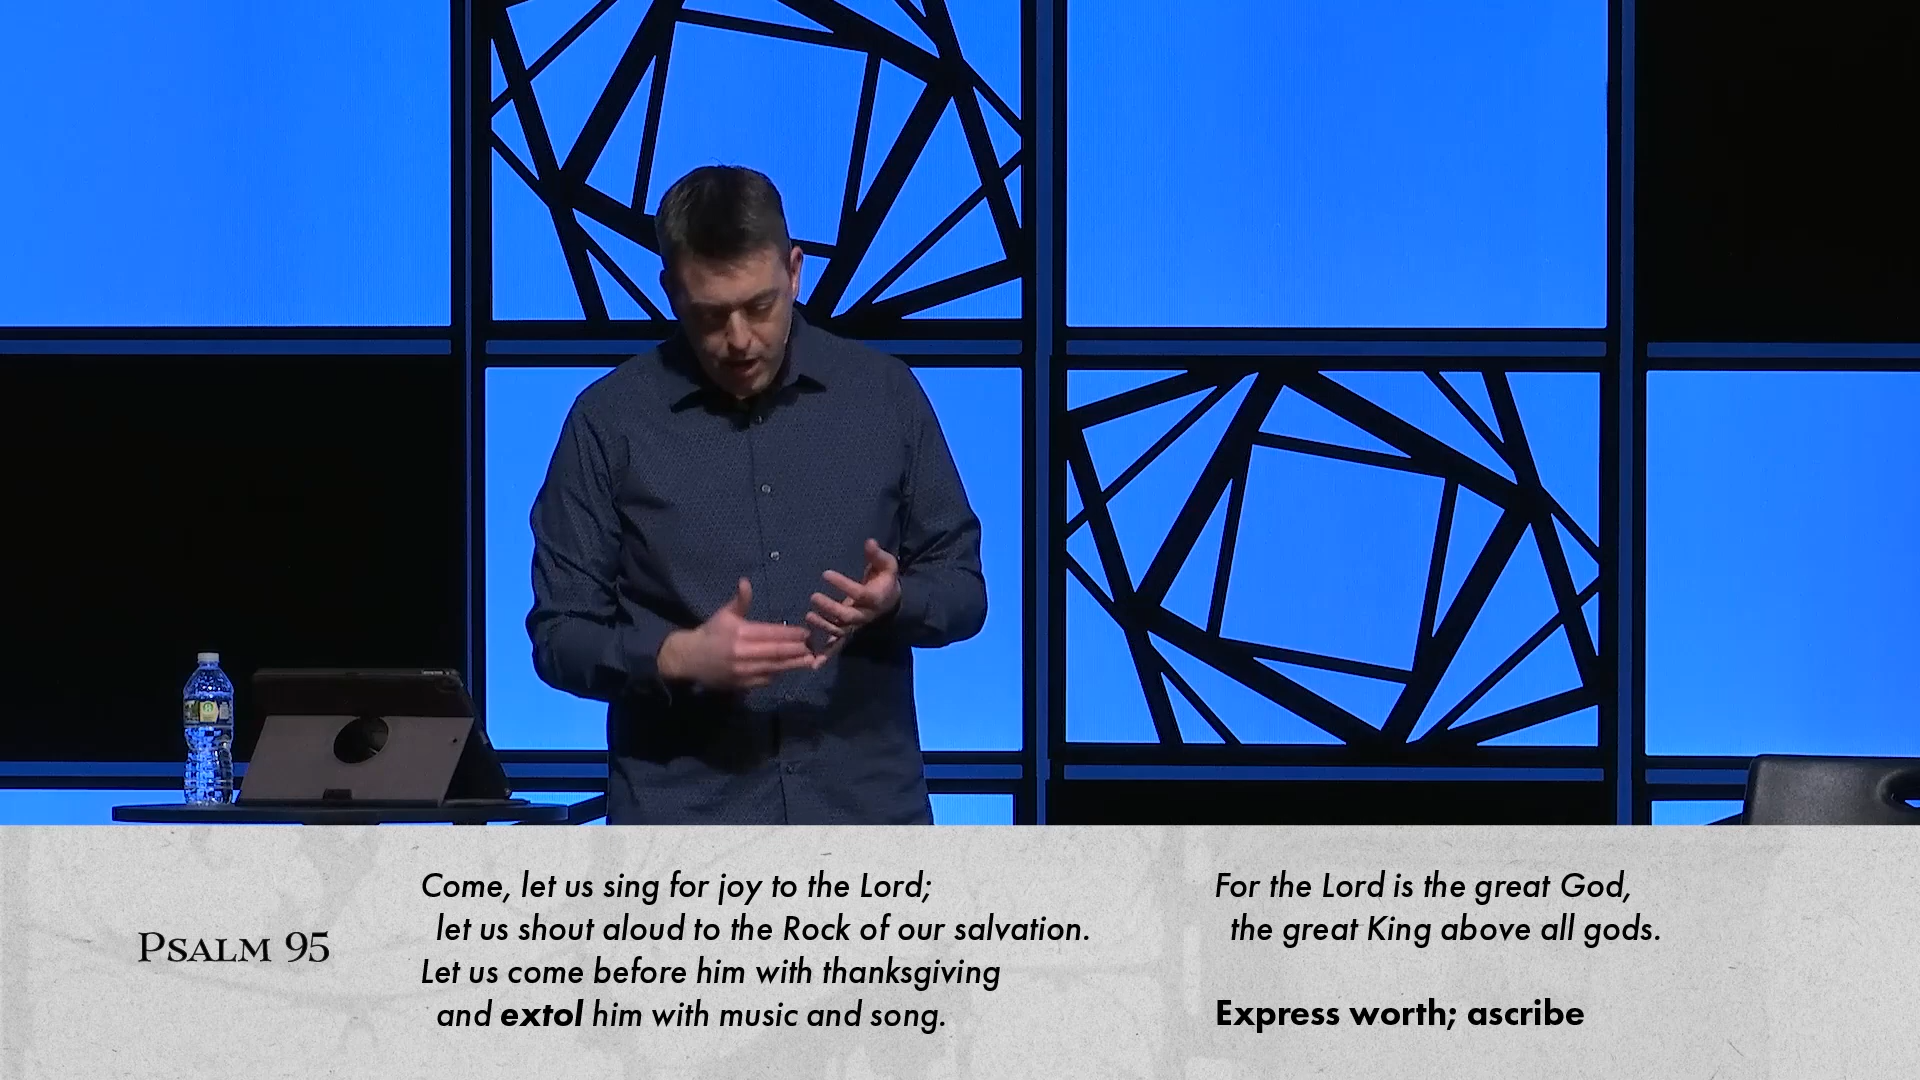 Psalm 95
Come, let us sing for joy to the Lord;
let us shout aloud to the Rock of our salvation.
Let us come before him with thanksgiving
and extol him with music and song.
For the Lord is the great God,
the great King above all gods.
Express worth; ascribe